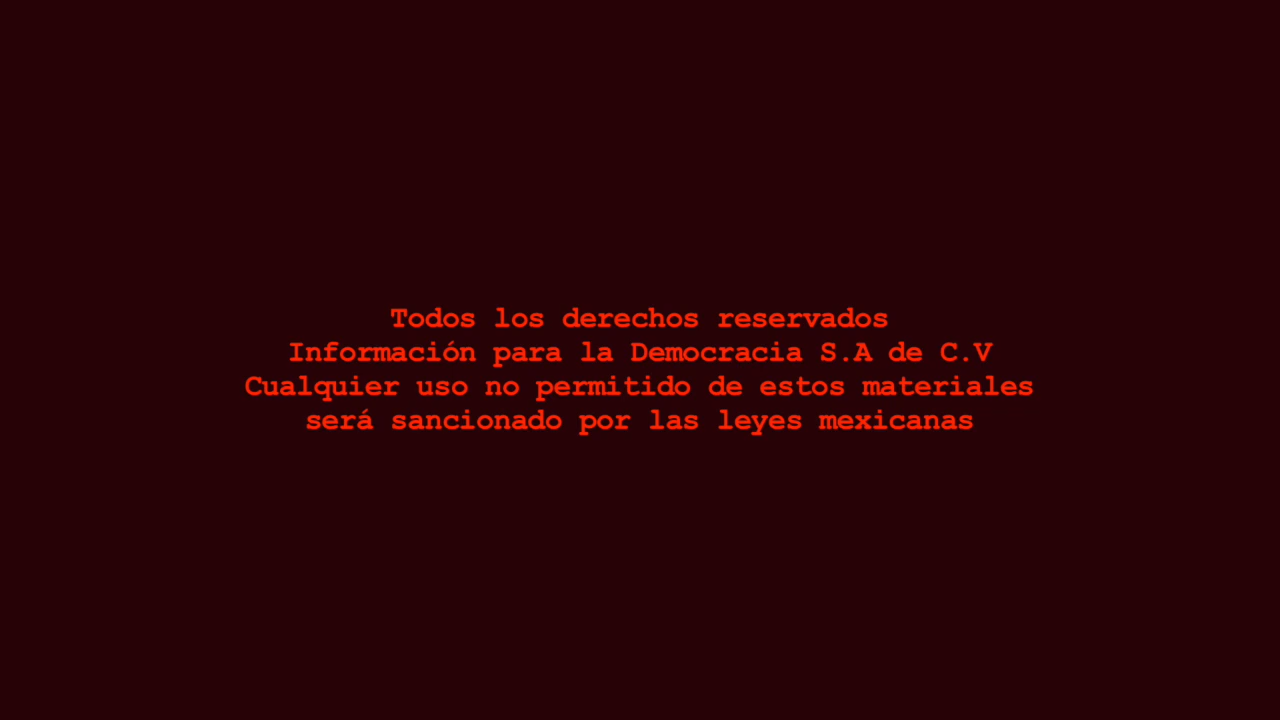 Todos los derechos reservados
Información para la Democracia S.A de C.V
Cualquier uso no permitido de estos materiales
será sancionado por las leyes mexicanas